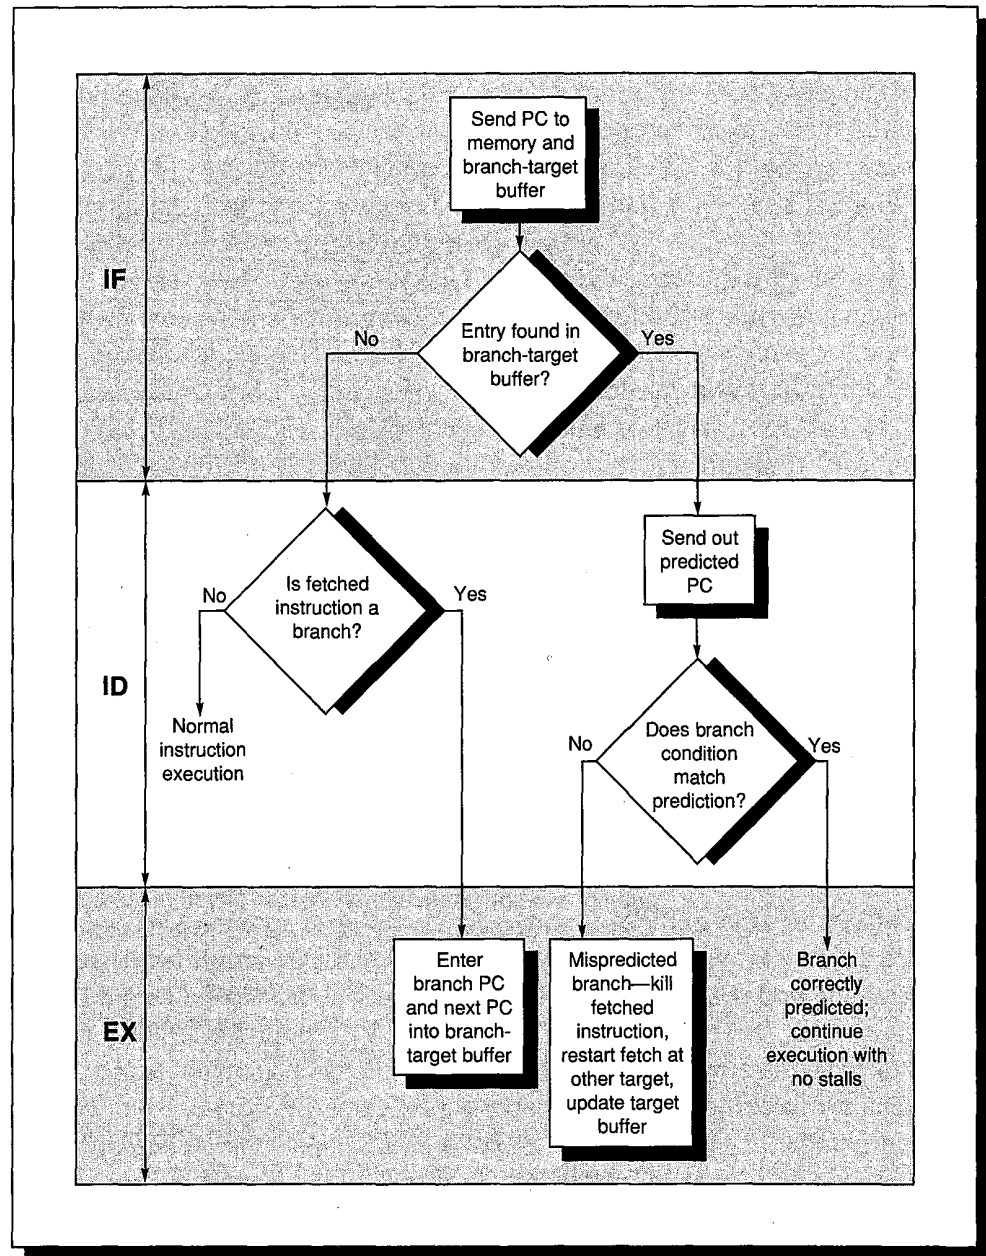 Send PC to
memory and
branch-target
buffer
IF
Entry found in
branch-target
buffer?
No
Yes
Is fetched
instruction a
branch?
No
Yes
Normal
instruction
execution
ID
Send out
predicted
PC
Does branch
condition
match
prediction?
No
Yes
EX
Enter
branch PC
and next PC
into branch-
target buffer
Mispredicted
branch—kill
fetched
instruction,
restart fetch at
other target,
update target
buffer
Branch
correctly
predicted;
continue
execution with
no stalls